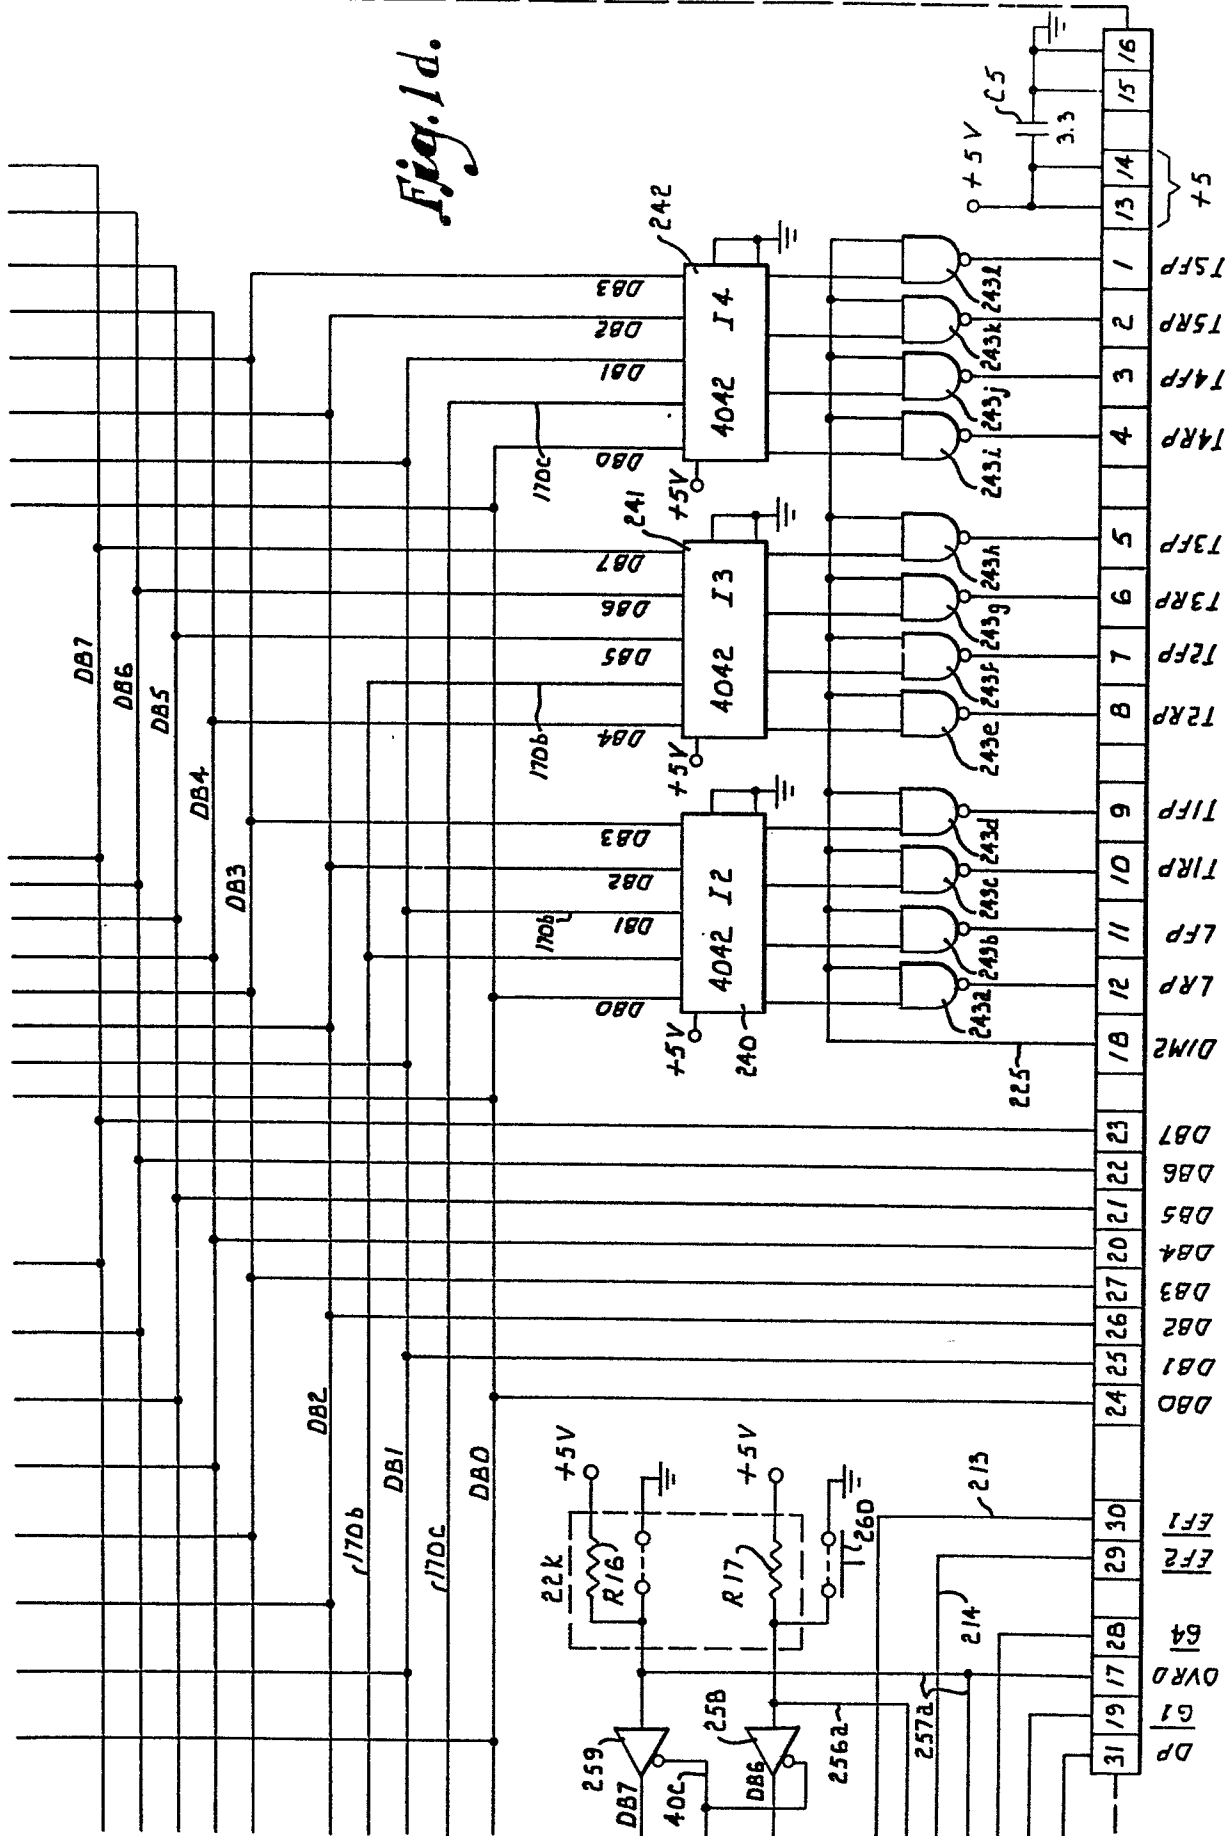 Fig. 1d.
16
15
C5
3.3
+5V
14
13
+5
242
DB3
DB2
DB1
170c
DB0
I4
4042
+5V
243l
243k
243j
243i
1
T5FP
2
T5RP
3
T4FP
4
T4RP
241
DB7
DB6
DB5
170b
DB4
I3
4042
+5V
243h
243g
243f
243e
5
T3FP
6
T3RP
7
T2FP
8
T2RP
DB7
DB6
DB5
DB4
DB3
DB3
DB2
170b
DB1
DB0
I2
4042
+5V
240
243d
243c
243b
243a
9
T1FP
10
T1RP
11
LFP
12
LRP
225
18
DIM2
23
DB7
22
DB6
21
DB5
20
DB4
27
DB3
26
DB2
25
DB1
24
DB0
DB2
170b
DB1
170c
DB0
+5V
22k
R16
+5V
R17
260
213
30
EF1
29
EF2
214
28
G4
17
OVRD
257a
19
G1
31
DP
259
DB7
40c
258
DB6
256a